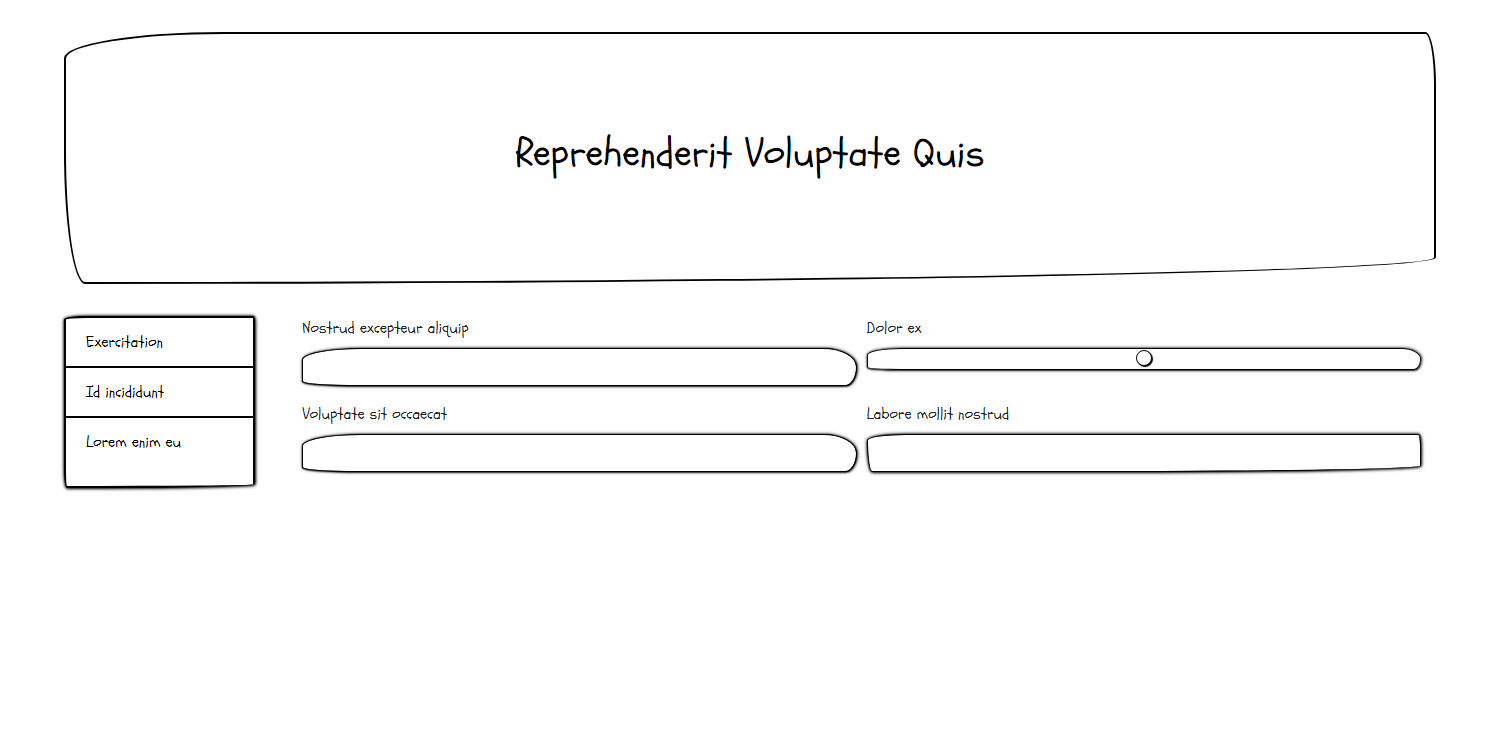 Reprehenderit Voluptate Quis
Exercitation
Id incididunt
Lorem enim eu
Nostrud excepteur aliquip
Dolor ex
Voluptate sit occaecat
Labore mollit nostrud